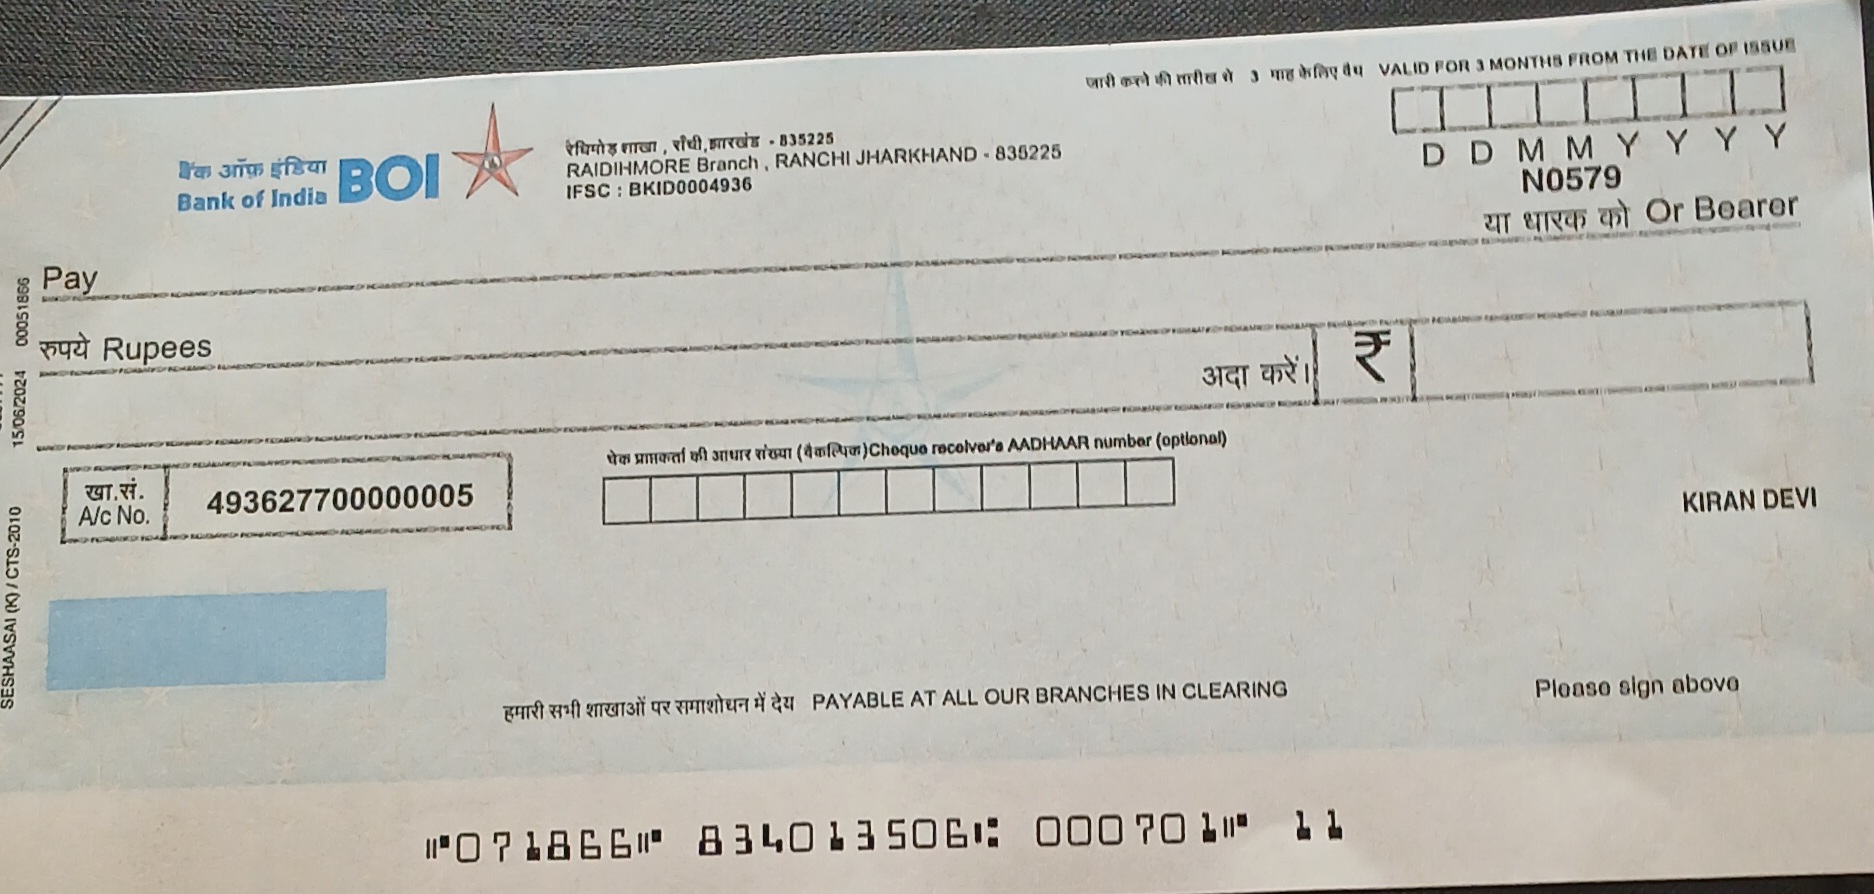 जारी करने की तारीख से 3 माह के लिए वैध VALID FOR 3 MONTHS FROM THE DATE OF ISSUE
D D M M Y Y Y Y
बैंक ऑफ़ इंडिया
Bank of India BOI
रेधिमोड़ शाखा , राँची,झारखंड - 835225
RAIDIHMORE Branch , RANCHI JHARKHAND - 835225
IFSC : BKID0004936
N0579
या धारक को Or Bearer
Pay
रुपये Rupees
अदा करें। ₹
खा.सं.
A/c No. 493627700000005
चेक प्राप्तकर्ता की आधार संख्या (वैकल्पिक)Cheque receiver's AADHAAR number (optional)
KIRAN DEVI
हमारी सभी शाखाओं पर समाशोधन में देय PAYABLE AT ALL OUR BRANCHES IN CLEARING
Please sign above
SESHAASAI (K) / CTS-2010 15/06/2024 00051866
⑈071866⑈ 834013506⑆ 000701⑈ 11